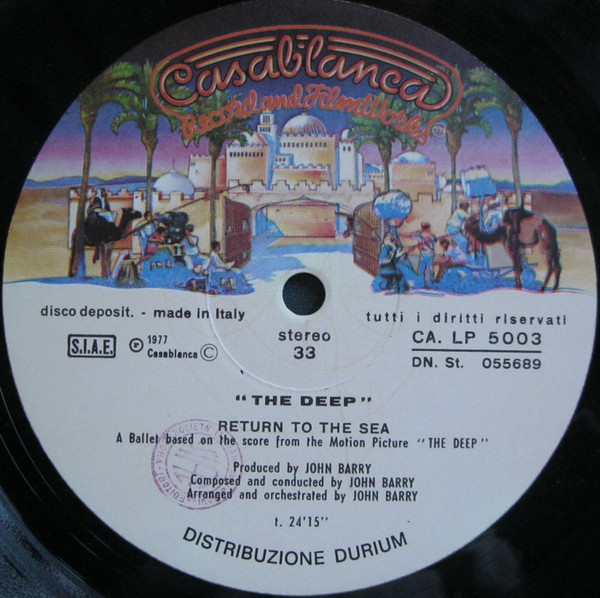 Casablanca
Record and FilmWorks
disco deposit. - made in Italy
tutti i diritti riservati
S.I.A.E.
℗ 1977 Casablanca ©
stereo
33
CA. LP 5003
DN. St. 055689
"THE DEEP"
RETURN TO THE SEA
A Ballet based on the score from the Motion Picture "THE DEEP"
Produced by JOHN BARRY
Composed and conducted by JOHN BARRY
Arranged and orchestrated by JOHN BARRY
t. 24'15"
DISTRIBUZIONE DURIUM